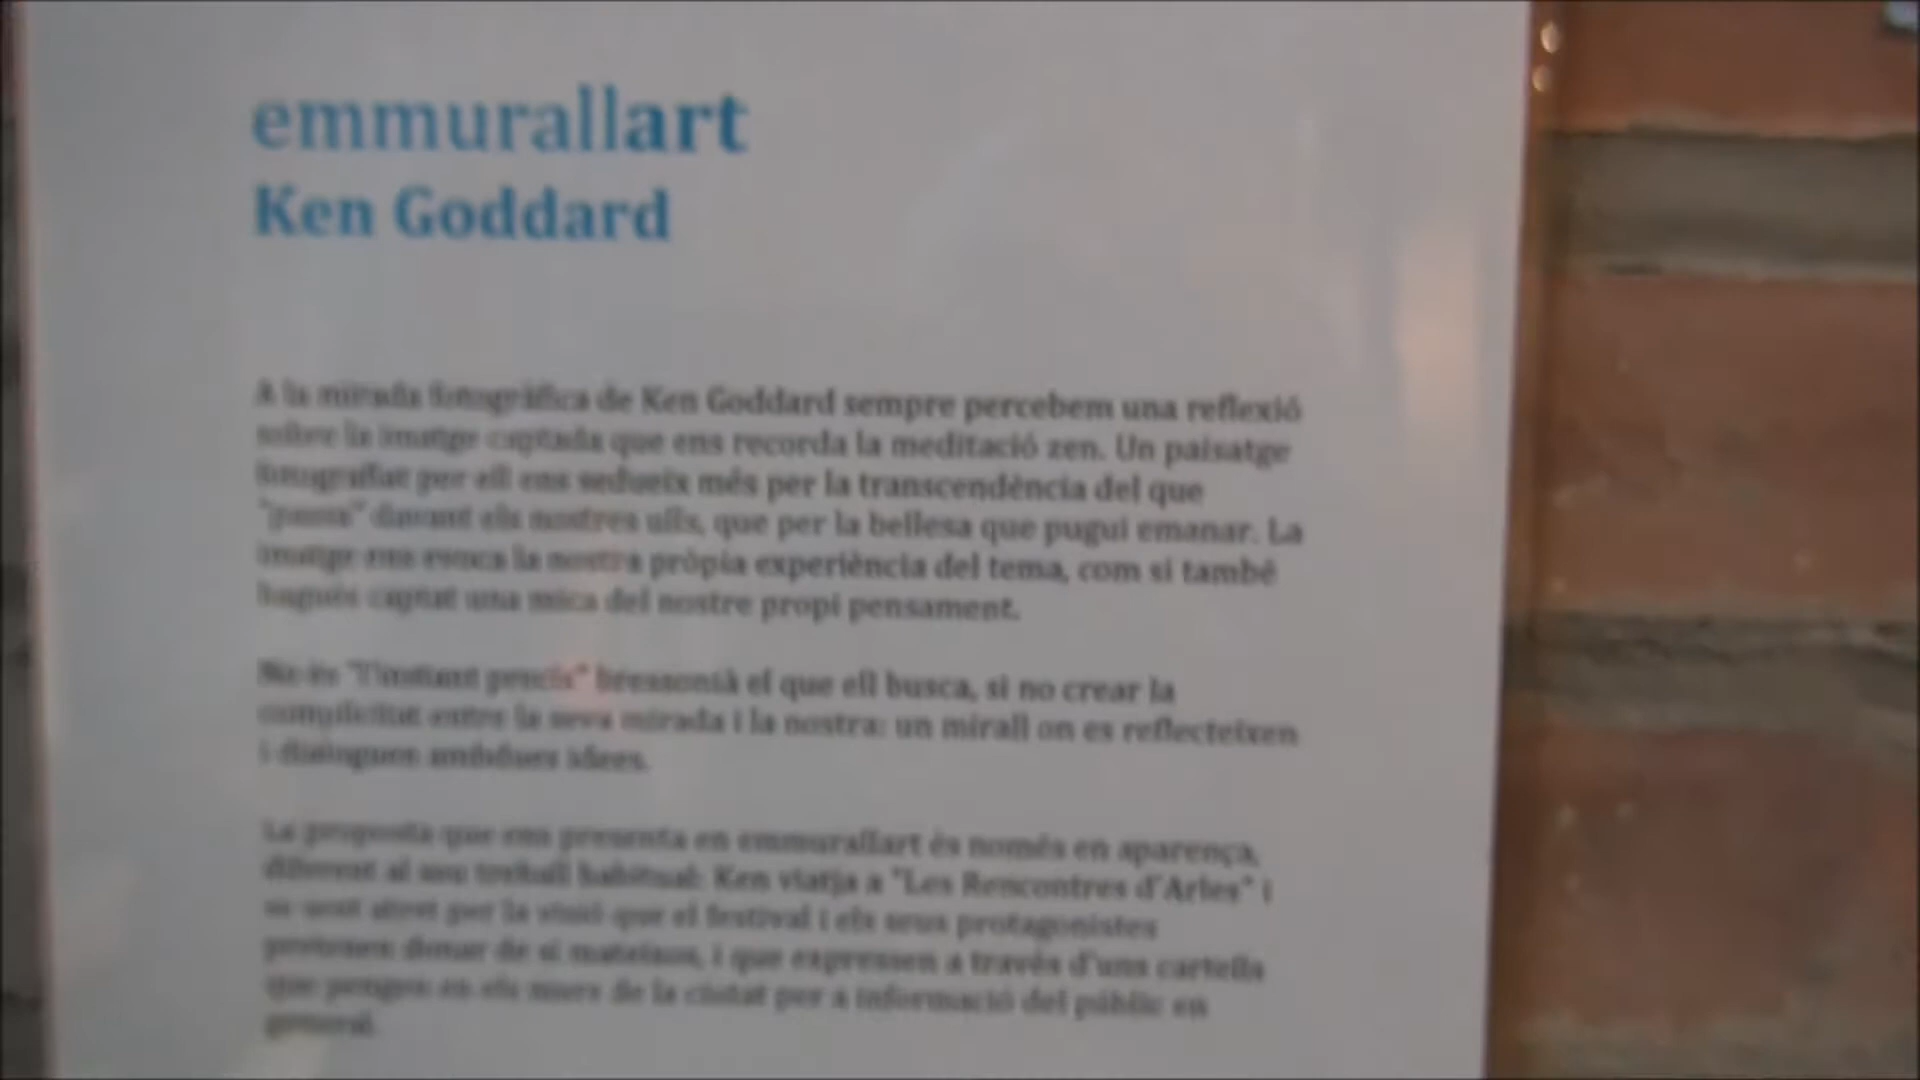 emmurallart
Ken Goddard
A la mirada fotogràfica de Ken Goddard sempre percebem una reflexió
sobre la imatge captada que ens recorda la meditació zen. Un paisatge
fotografiat per ell ens sedueix més per la transcendència del que
"passa" davant els nostres ulls, que per la bellesa que pugui emanar. La
imatge ens evoca la nostra pròpia experiència del tema, com si també
hagués captat una mica del nostre propi pensament.
No és "l'instant precís" bressonià el que ell busca, si no crear la
complicitat entre la seva mirada i la nostra: un mirall on es reflecteixen
i dialoguen ambdues idees.
La proposta que ens presenta en emmurallart és només en aparença,
diferent al seu treball habitual: Ken viatja a "Les Rencontres d'Arles" i
se sent atret per la visió que el festival i els seus protagonistes
pretenen donar de si mateixos, i que expressen a través d'uns cartells
que pengen en els murs de la ciutat per a informació del públic en
general.